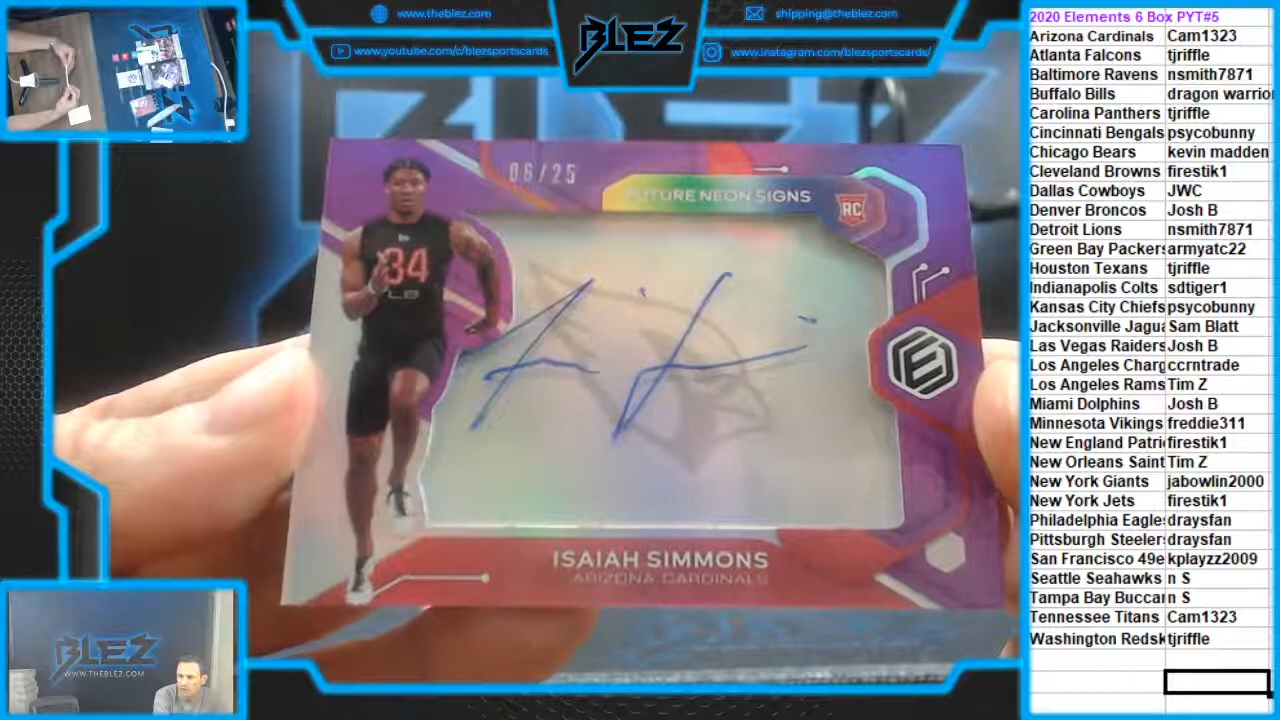 www.theblez.com
BLEZ
shipping@theblez.com
www.youtube.com/c/blezsportscards
www.instagram.com/blezsportscards/
06/25
FUTURE NEON SIGNS
RC
34
LB
E
ISAIAH SIMMONS
ARIZONA CARDINALS
BLEZ
WWW.THEBLEZ.COM
2020 Elements 6 Box PYT#5
Arizona Cardinals Cam1323
Atlanta Falcons tjriffle
Baltimore Ravens nsmith7871
Buffalo Bills dragon warrior
Carolina Panthers tjriffle
Cincinnati Bengals psycobunny
Chicago Bears kevin madden
Cleveland Browns firestik1
Dallas Cowboys JWC
Denver Broncos Josh B
Detroit Lions nsmith7871
Green Bay Packers armyatc22
Houston Texans tjriffle
Indianapolis Colts sdtiger1
Kansas City Chiefs psycobunny
Jacksonville Jagua Sam Blatt
Las Vegas Raiders Josh B
Los Angeles Charg ccrntrade
Los Angeles Rams Tim Z
Miami Dolphins Josh B
Minnesota Vikings freddie311
New England Patri firestik1
New Orleans Saint Tim Z
New York Giants jabowlin2000
New York Jets firestik1
Philadelphia Eagle draysfan
Pittsburgh Steeler draysfan
San Francisco 49e kplayzz2009
Seattle Seahawks n S
Tampa Bay Buccan n S
Tennessee Titans Cam1323
Washington Redsk tjriffle